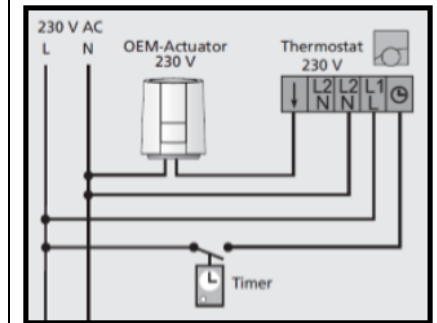 230 V AC
L N
OEM-Actuator
230 V
Thermostat
230 V
L2 L2 L1
N N L
Timer